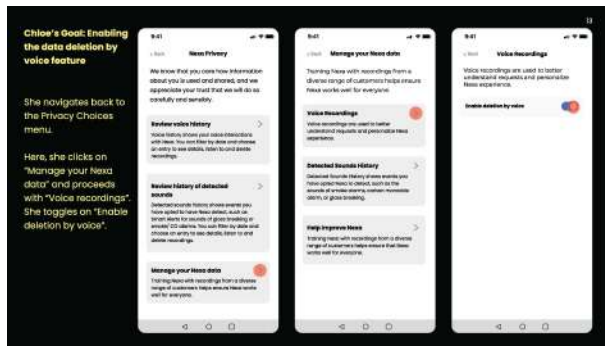 13
Chloe's Goal: Enabling
the data deletion by
voice feature
She navigates back to
the Privacy Choices
menu.
Here, she clicks on
"Manage your Nexa
data" and proceeds
with "Voice recordings".
She toggles on "Enable
deletion by voice".
9:41
< Back
Nexa Privacy
We know that you care how information
about you is used and shared, and we
appreciate your trust that we will do so
carefully and sensibly.
Review voice history
Voice history shows your voice interactions
with Nexa. You can filter by date and choose
an entry to see details, listen to and delete
recordings.
Review history of detected
sounds
Detected sounds history shows events you
have opted to have Nexa detect, such as
Smart Alerts for sounds of glass breaking or
smoke/ CO alarms. You can filter by date and
choose an entry to see details, listen to and
delete recordings.
Manage your Nexa data
Training Nexa with recordings from a diverse
range of customers helps ensure Nexa works
well for everyone.
9:41
< Back
Manage your Nexa data
Training Nexa with recordings from a
diverse range of customers helps ensure
Nexa works well for everyone.
Voice Recordings
Voice recordings are used to better
understand requests and personalize Nexa
experience.
Detected Sounds History
Detected Sounds History shows events you
have opted Nexa to detect, such as the
sounds of smoke alarms, carbon monoxide
alarm, or glass breaking.
Help Improve Nexa
Training Nexa with recordings from a diverse
range of customers helps ensure that Nexa
works well for everyone.
9:41
< Back
Voice Recordings
Voice recordings are used to better
understand requests and personalize
Nexa experience.
Enable deletion by voice